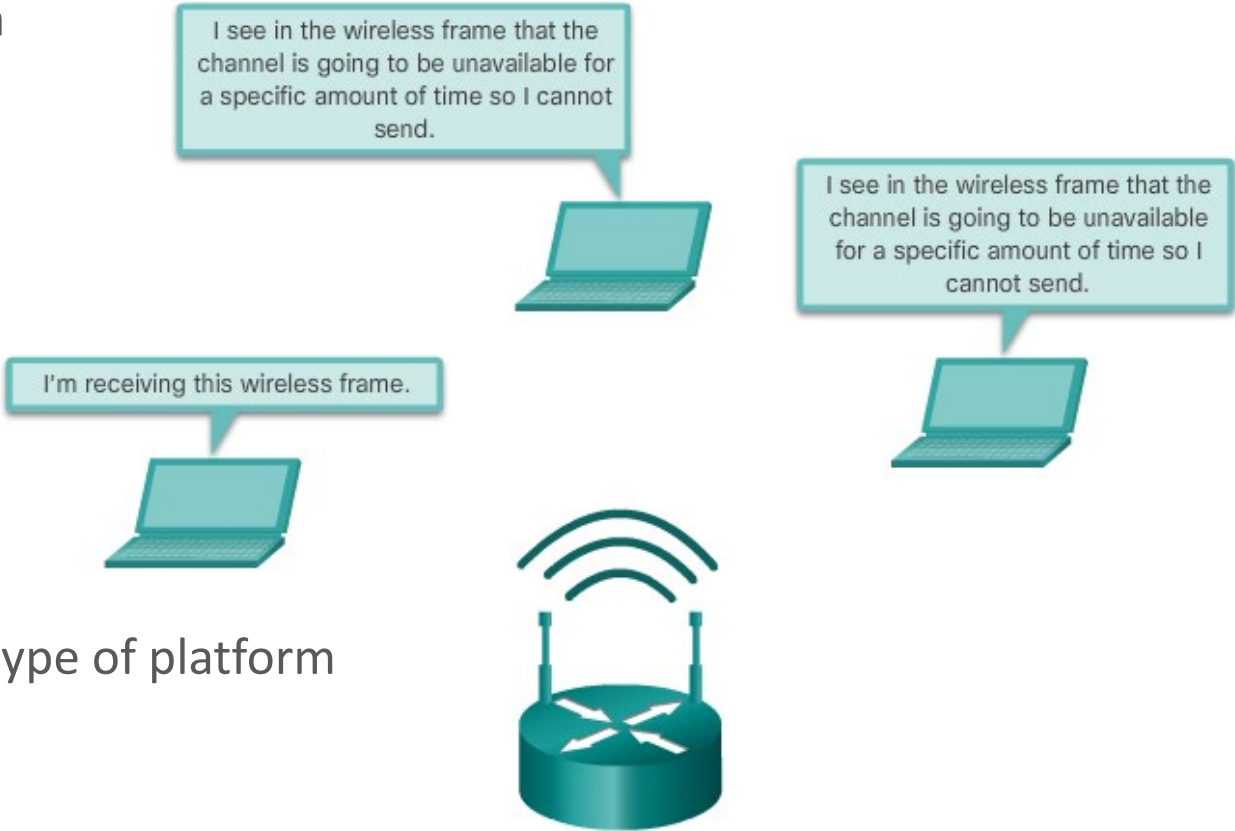 I see in the wireless frame that the
channel is going to be unavailable for
a specific amount of time so I cannot
send.
I see in the wireless frame that the
channel is going to be unavailable
for a specific amount of time so I
cannot send.
I'm receiving this wireless frame.
ype of platform